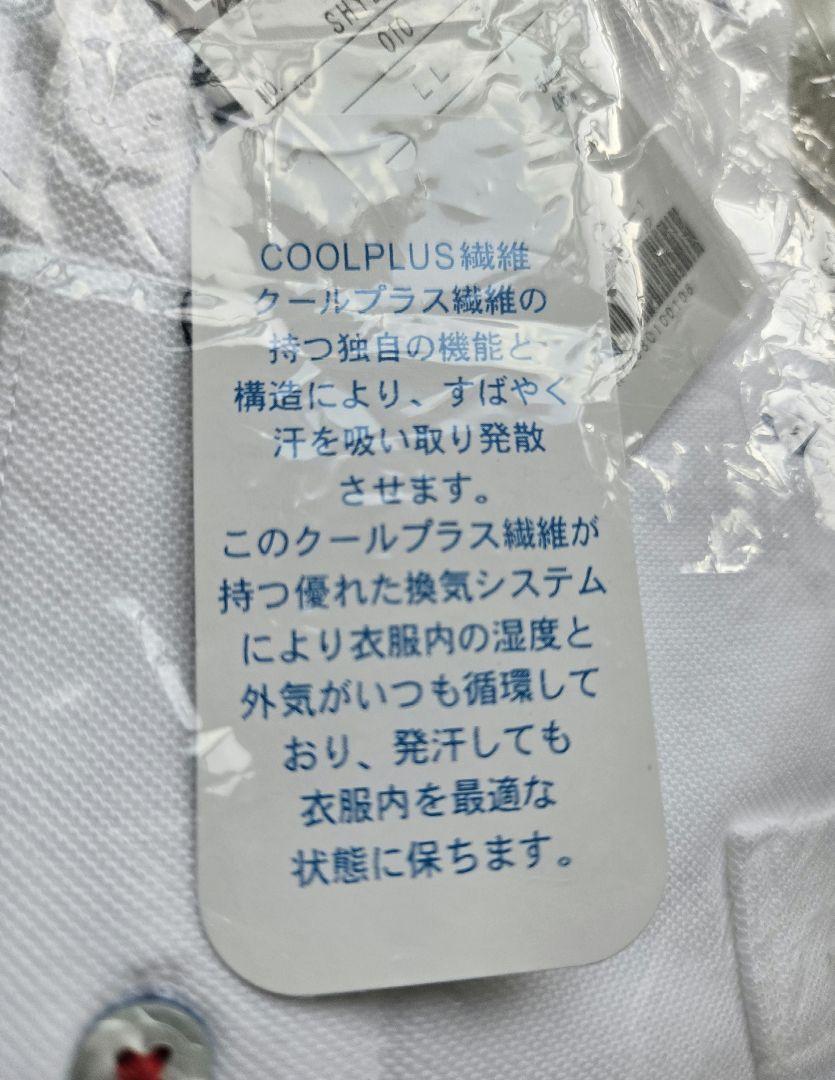 No.
SHY
010
LL
COOLPLUS繊維
クールプラス繊維の
持つ独自の機能と
構造により、すばやく
汗を吸い取り発散
させます。
このクールプラス繊維が
持つ優れた換気システム
により衣服内の湿度と
外気がいつも循環して
おり、発汗しても
衣服内を最適な
状態に保ちます。